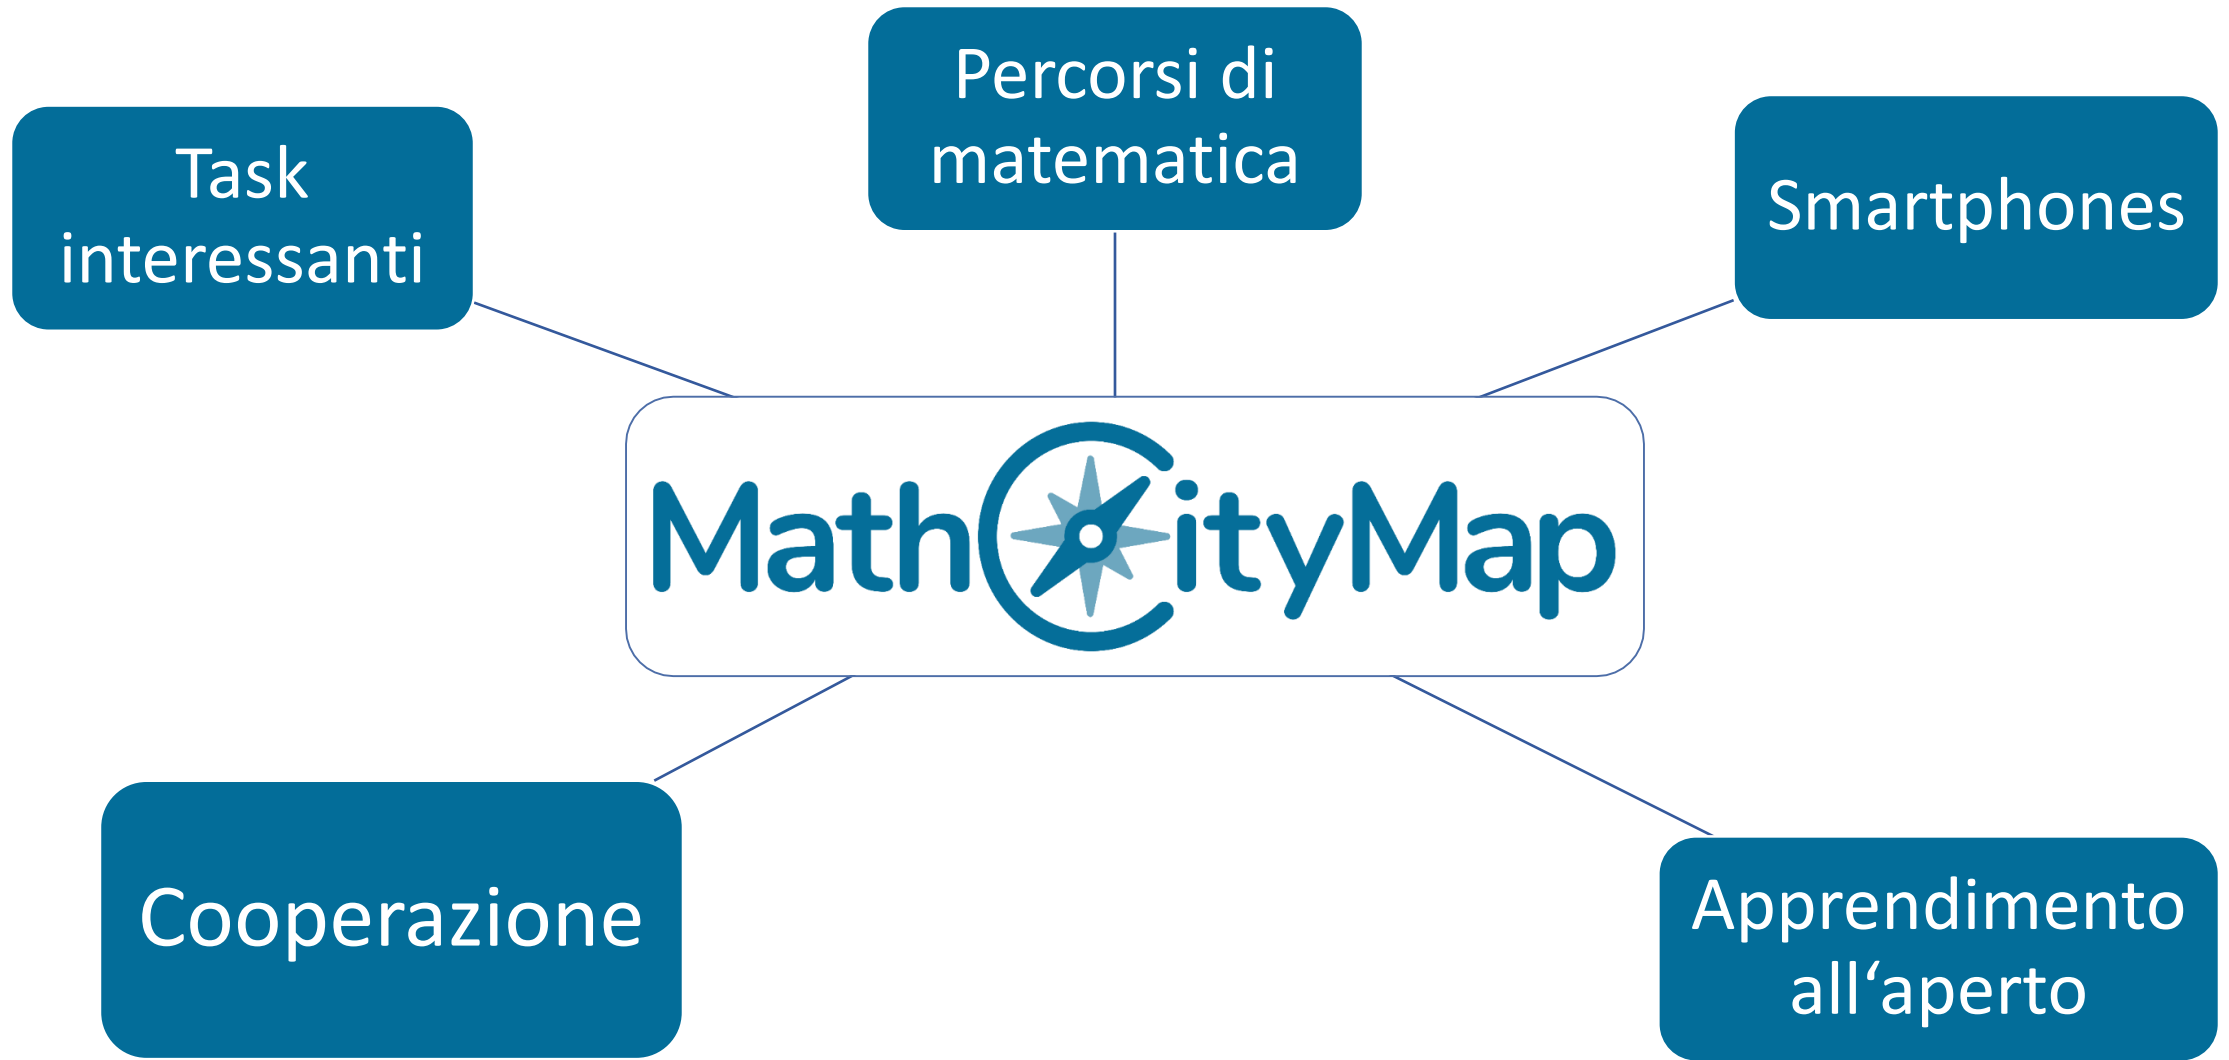 Percorsi di
matematica
Task
interessanti
Smartphones
MathCityMap
Cooperazione
Apprendimento
all‘aperto